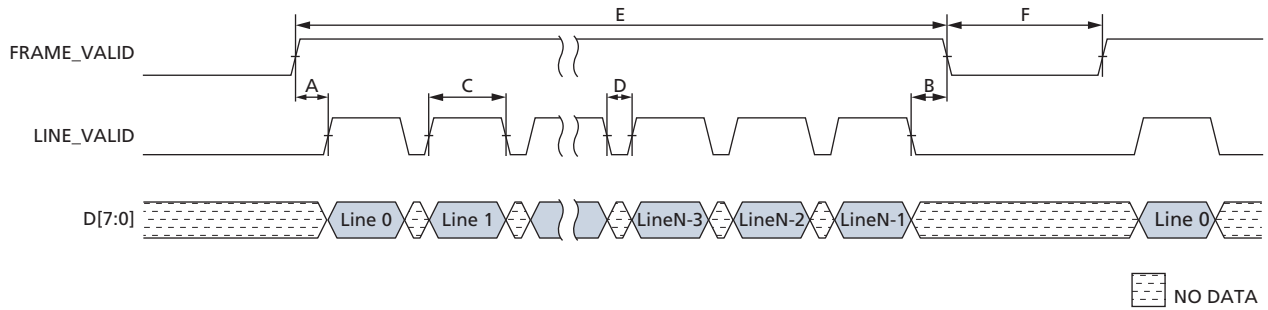 E
F
FRAME_VALID
A
C
D
B
LINE_VALID
D[7:0]
Line 0
Line 1
LineN-3
LineN-2
LineN-1
Line 0
NO DATA